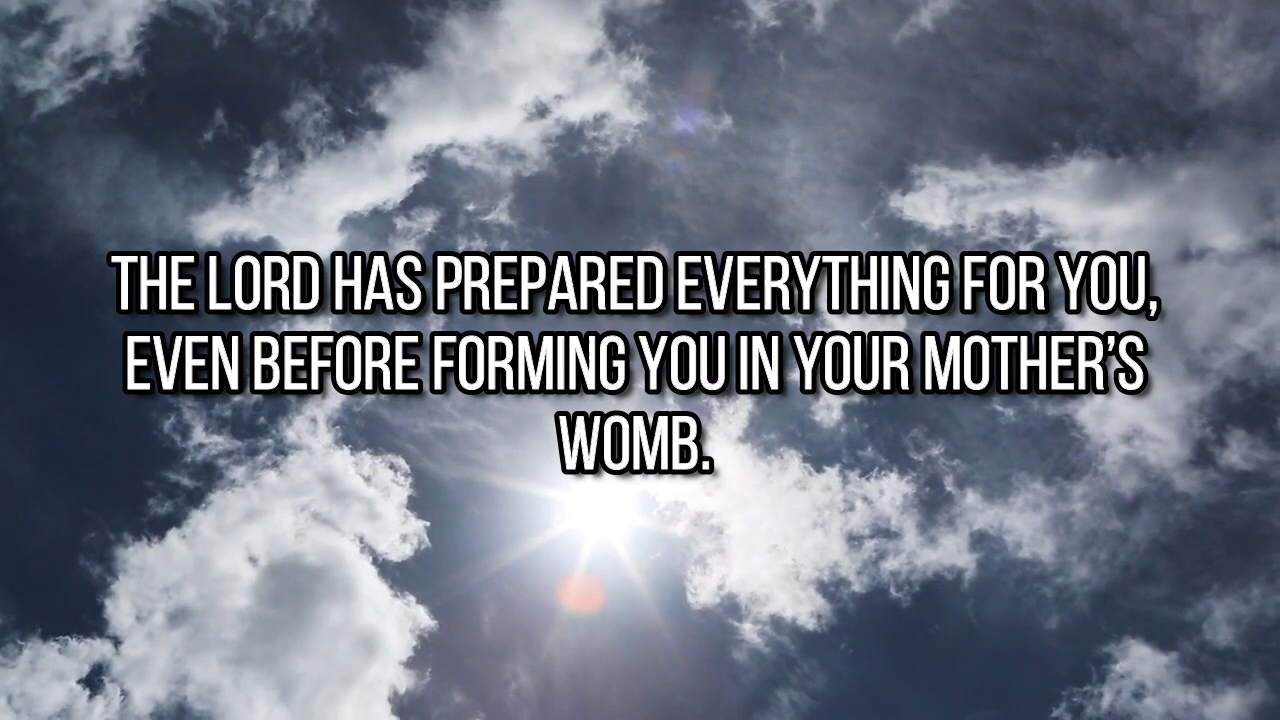 THE LORD HAS PREPARED EVERYTHING FOR YOU,
EVEN BEFORE FORMING YOU IN YOUR MOTHER’S
WOMB.